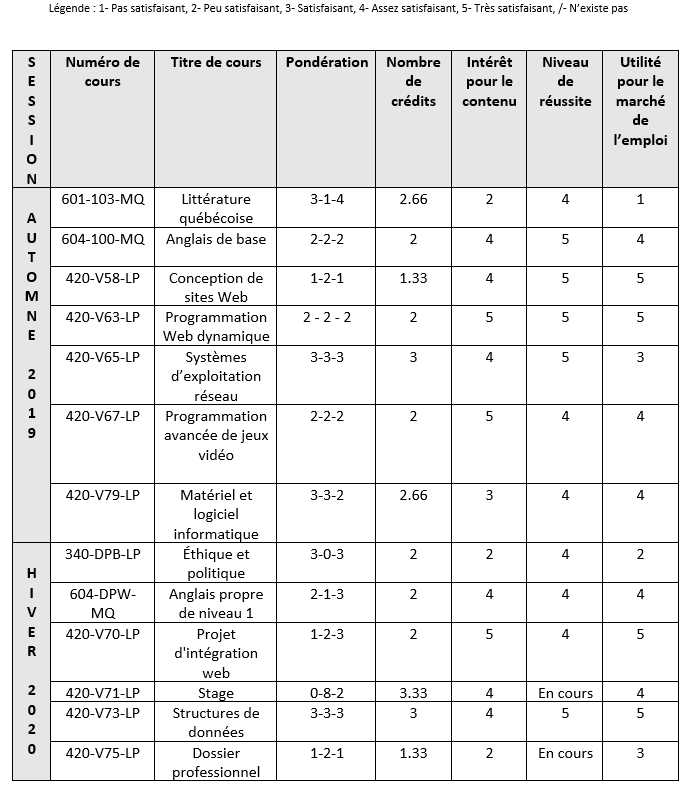 Légende : 1- Pas satisfaisant, 2- Peu satisfaisant, 3- Satisfaisant, 4- Assez satisfaisant, 5- Très satisfaisant, /- N’existe pas
SESSION Numéro de cours Titre de cours Pondération Nombre de crédits Intérêt pour le contenu Niveau de réussite Utilité pour le marché de l’emploi
AUTOMNE 2019
601-103-MQ Littérature québécoise 3-1-4 2.66 2 4 1
604-100-MQ Anglais de base 2-2-2 2 4 5 4
420-V58-LP Conception de sites Web 1-2-1 1.33 4 5 5
420-V63-LP Programmation Web dynamique 2 - 2 - 2 2 5 5 5
420-V65-LP Systèmes d’exploitation réseau 3-3-3 3 4 5 3
420-V67-LP Programmation avancée de jeux vidéo 2-2-2 2 5 4 4
420-V79-LP Matériel et logiciel informatique 3-3-2 2.66 3 4 4
HIVER 2020
340-DPB-LP Éthique et politique 3-0-3 2 2 4 2
604-DPW-MQ Anglais propre de niveau 1 2-1-3 2 4 4 4
420-V70-LP Projet d'intégration web 1-2-3 2 5 4 5
420-V71-LP Stage 0-8-2 3.33 4 En cours 4
420-V73-LP Structures de données 3-3-3 3 4 5 5
420-V75-LP Dossier professionnel 1-2-1 1.33 2 En cours 3